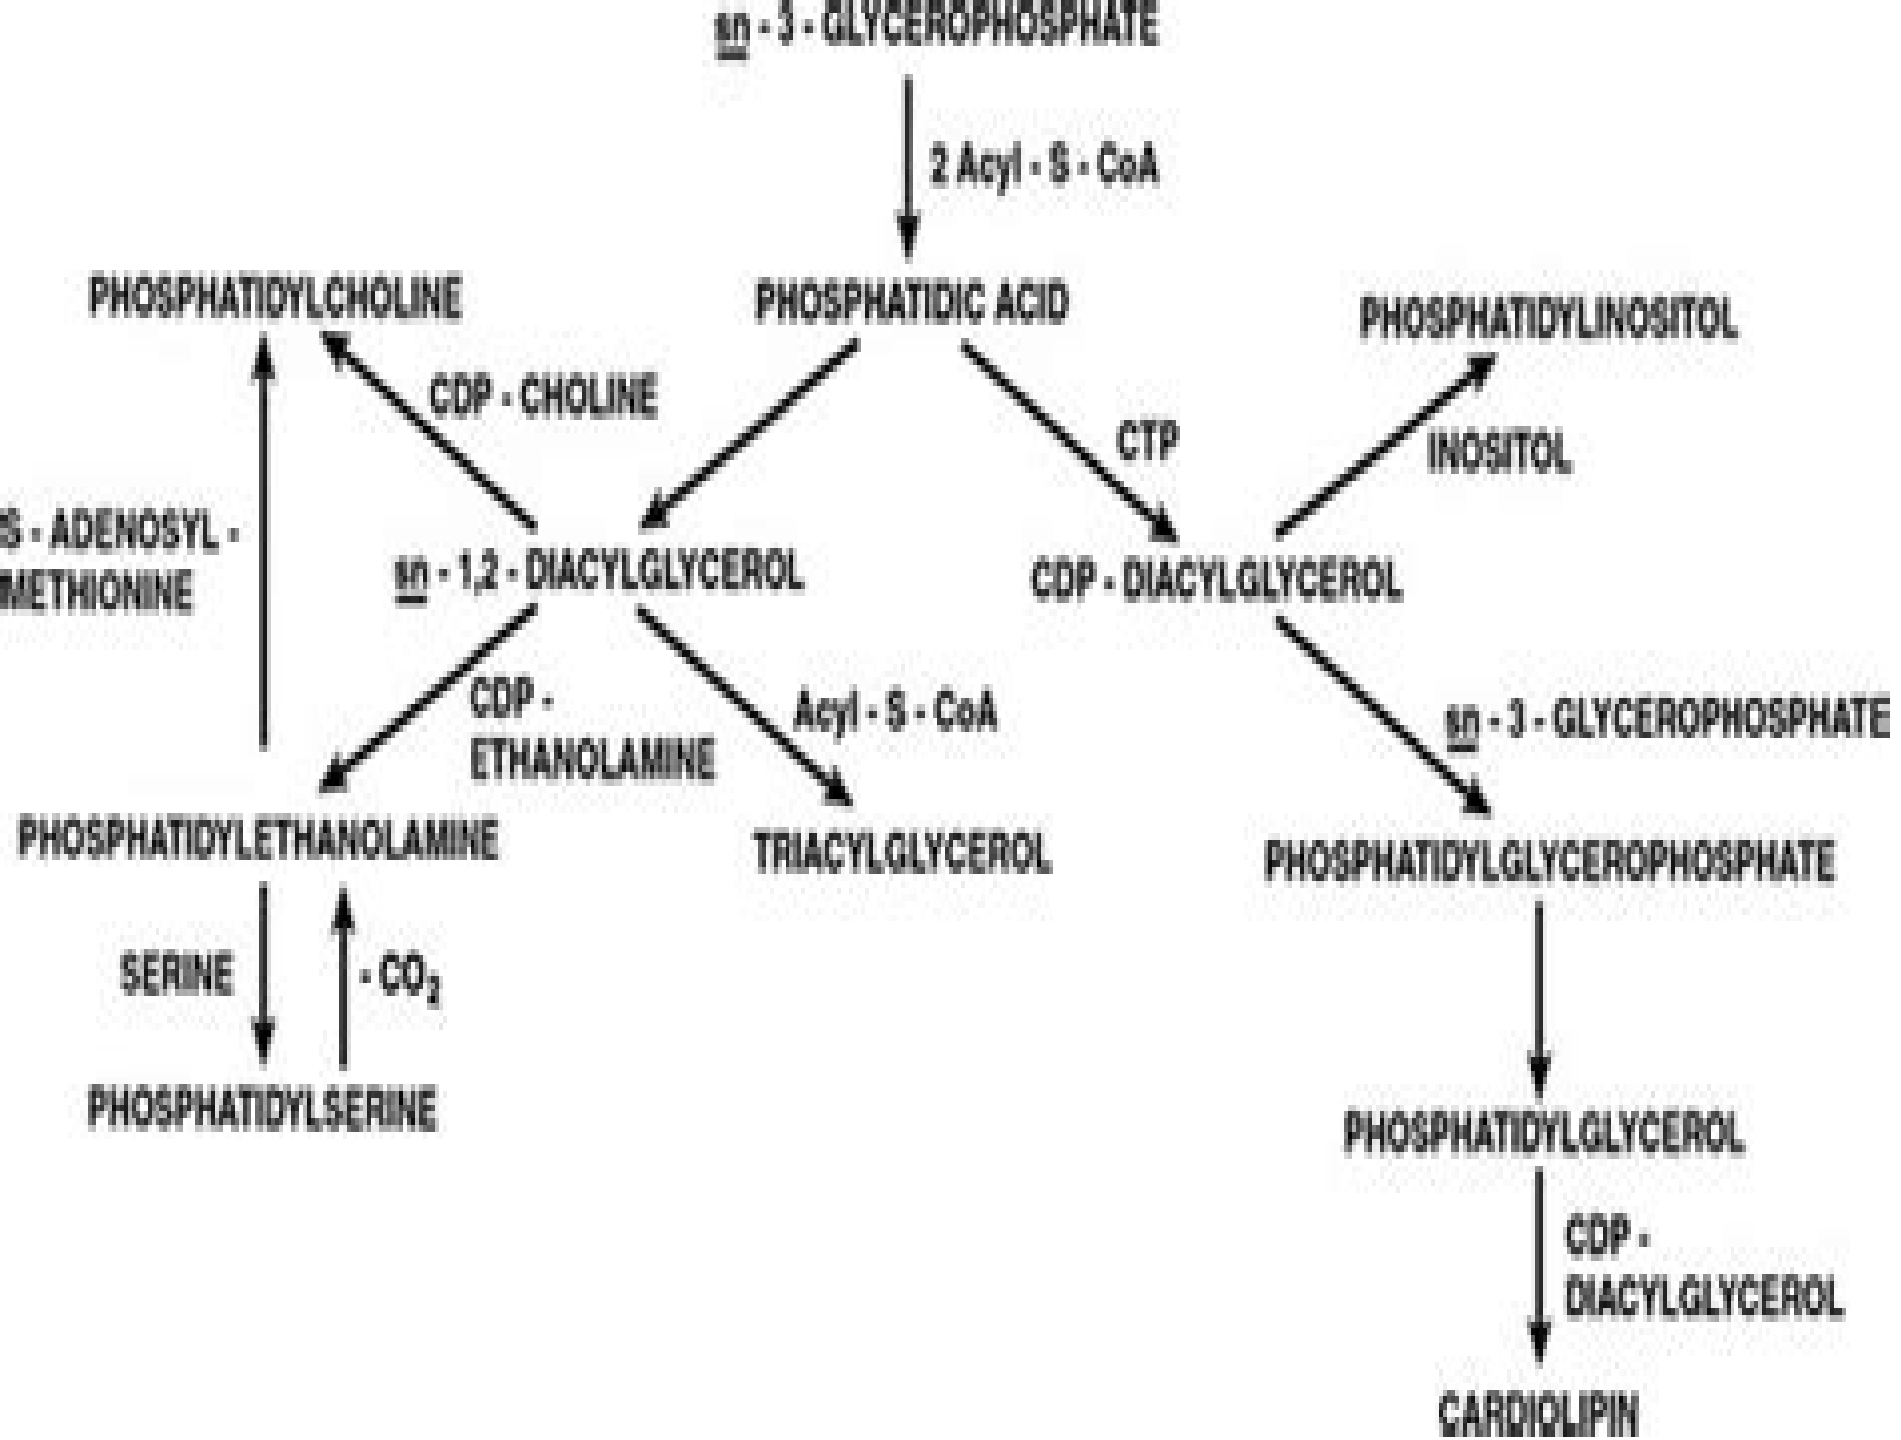 sn - 3 - GLYCEROPHOSPHATE
2 Acyl - S - CoA
PHOSPHATIDYLCHOLINE
PHOSPHATIDIC ACID
PHOSPHATIDYLINOSITOL
CDP - CHOLINE
CTP
INOSITOL
S - ADENOSYL -
METHIONINE
sn - 1,2 - DIACYLGLYCEROL
CDP - DIACYLGLYCEROL
CDP -
ETHANOLAMINE
Acyl - S - CoA
sn - 3 - GLYCEROPHOSPHATE
PHOSPHATIDYLETHANOLAMINE
TRIACYLGLYCEROL
PHOSPHATIDYLGLYCEROPHOSPHATE
SERINE
- CO₂
PHOSPHATIDYLSERINE
PHOSPHATIDYLGLYCEROL
CDP -
DIACYLGLYCEROL
CARDIOLIPIN